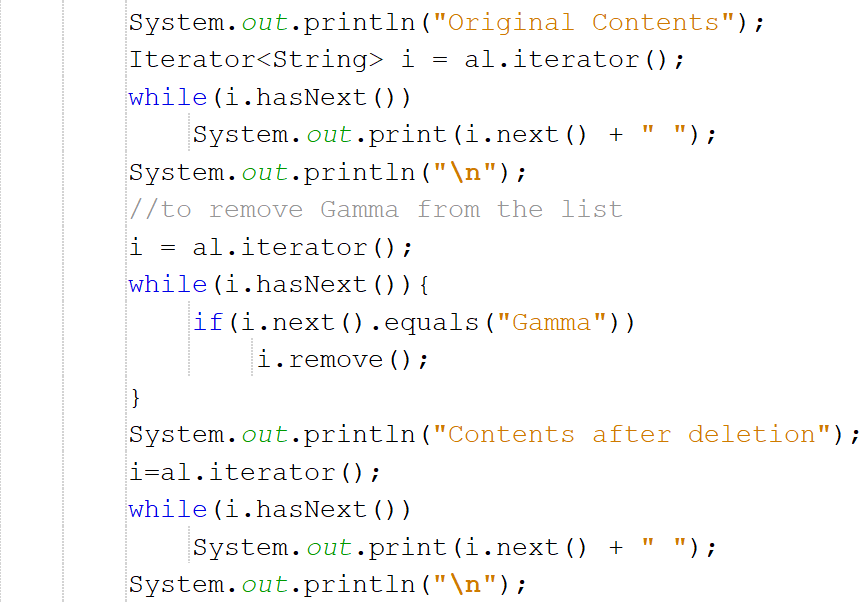 System.out.println("Original Contents");
Iterator<String> i = al.iterator();
while(i.hasNext())
System.out.print(i.next() + " ");
System.out.println("\n");
//to remove Gamma from the list
i = al.iterator();
while(i.hasNext()){
if(i.next().equals("Gamma"))
i.remove();
}
System.out.println("Contents after deletion");
i=al.iterator();
while(i.hasNext())
System.out.print(i.next() + " ");
System.out.println("\n");